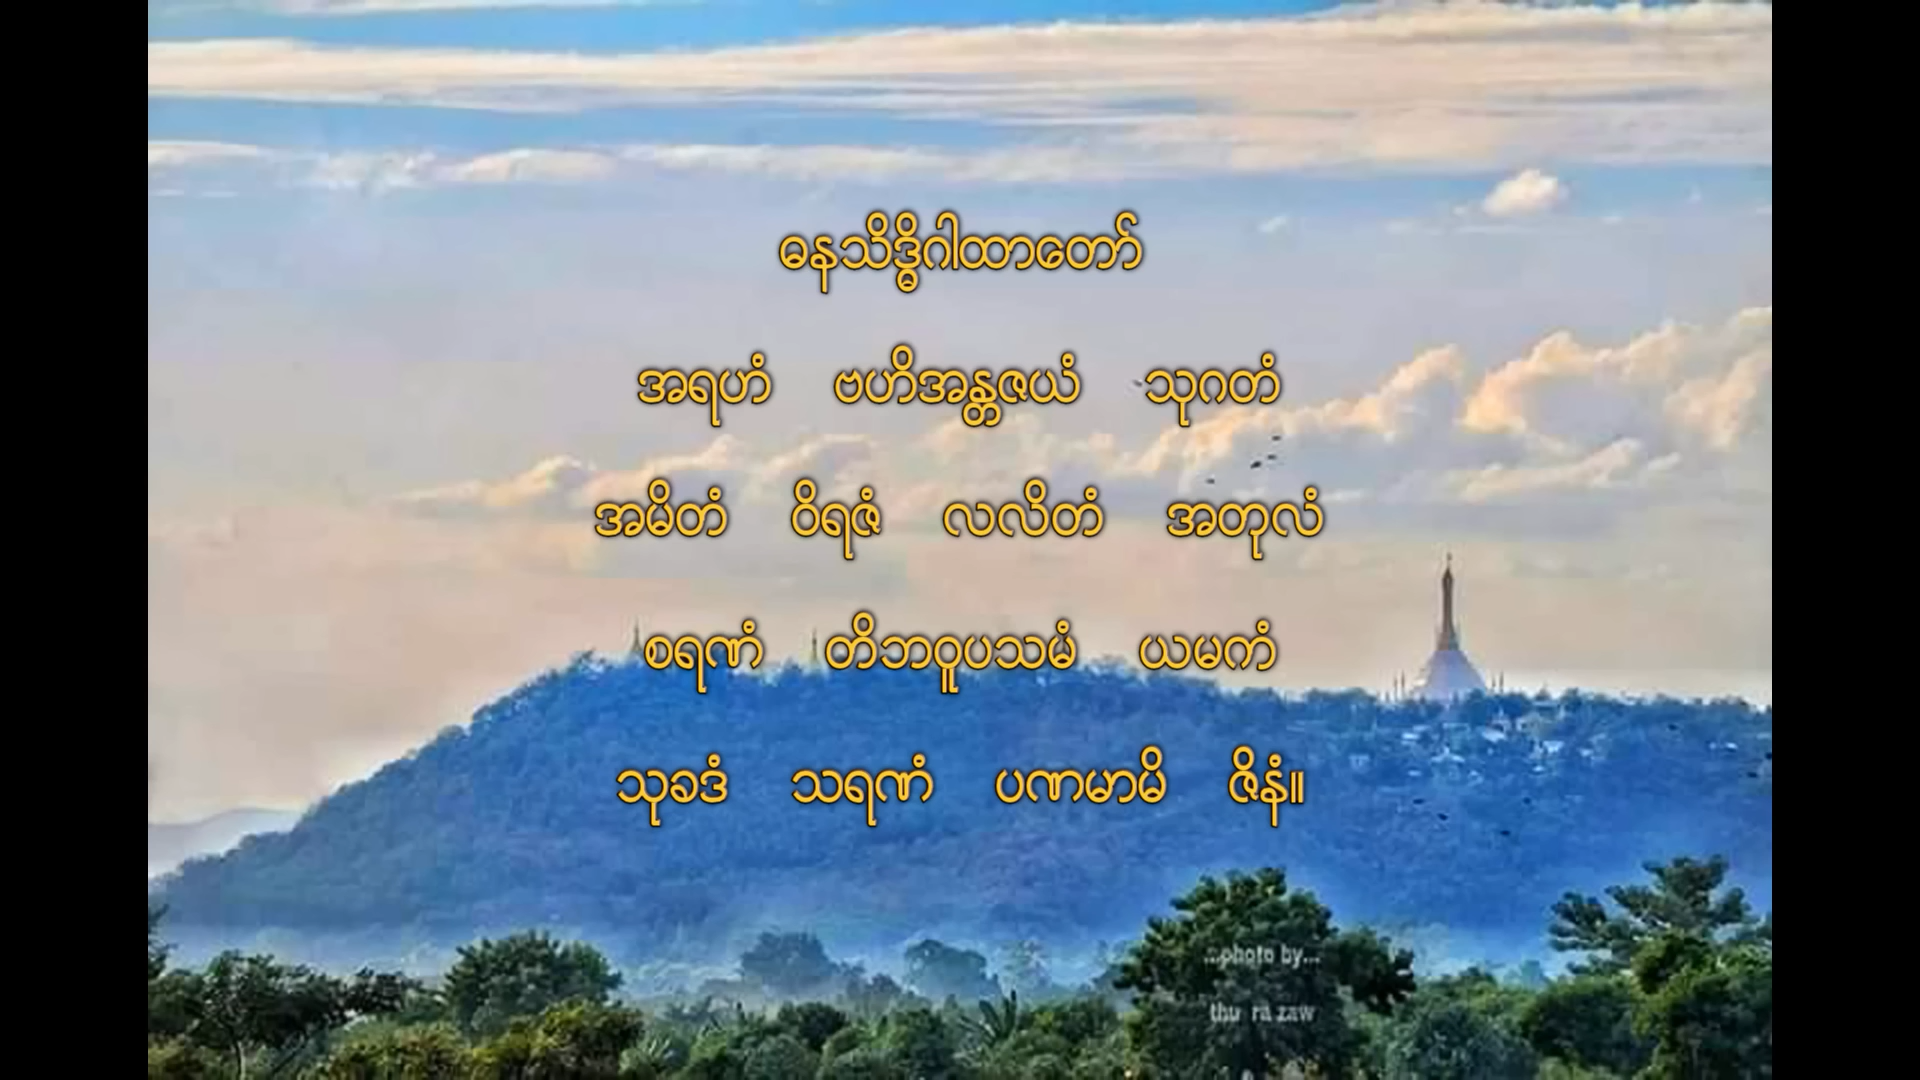 ဓနသိဒ္ဓိဂါထာတော်
အရဟံ ဗဟိအန္တဇယံ သုဂတံ
အမိတံ ဝိရဇံ လလိတံ အတုလံ
စရဏံ တိဘဝူပသမံ ယမကံ
သုခဒံ သရဏံ ပဏမာမိ ဇိနံ။
...photo by...
thu ra zaw